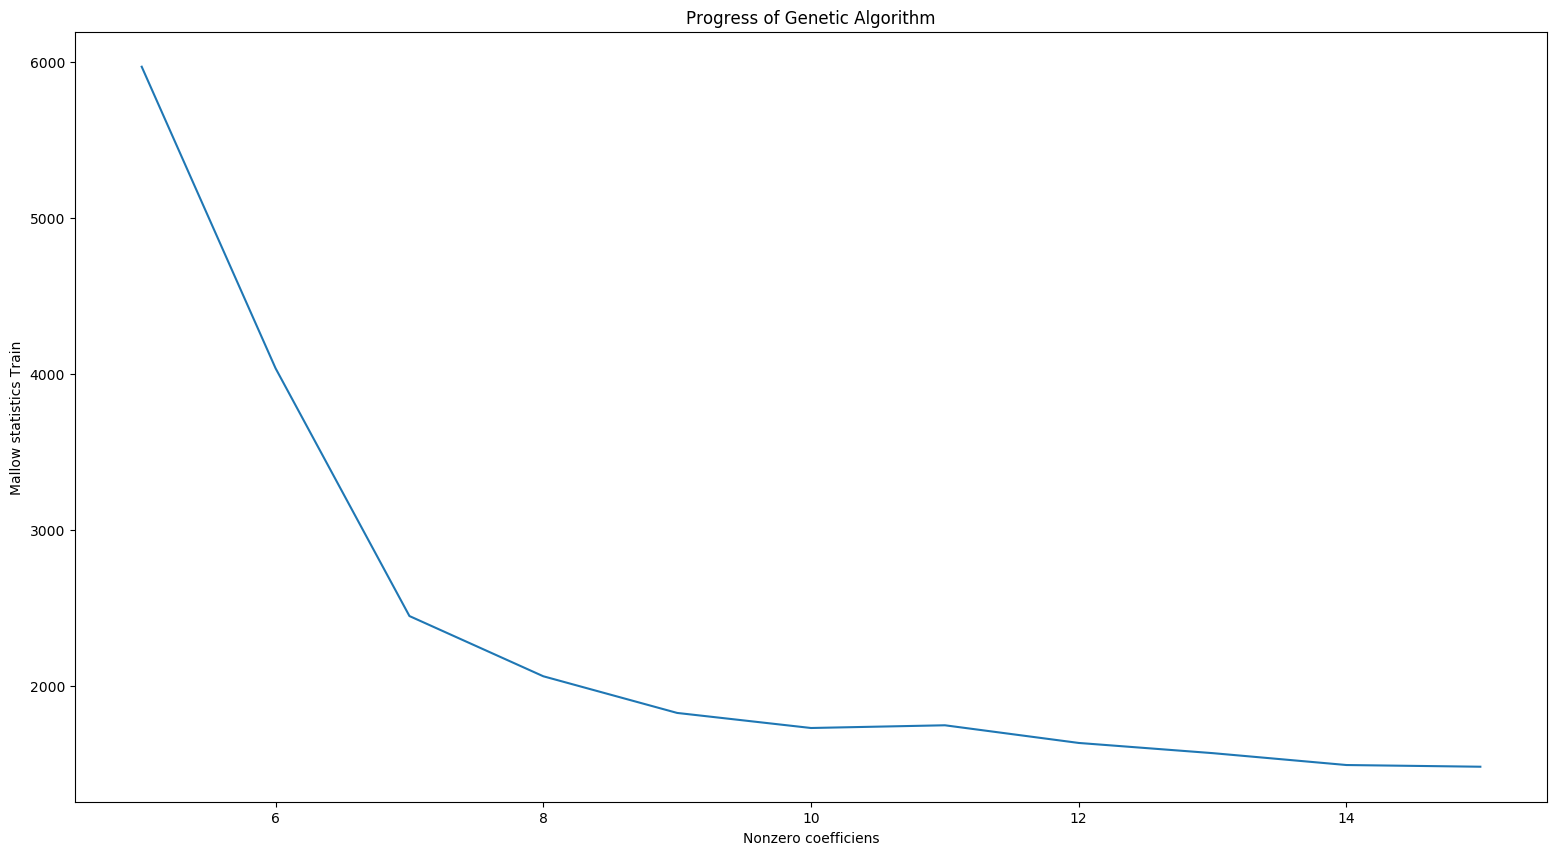 Progress of Genetic Algorithm
6000
5000
4000
3000
2000
Mallow statistics Train
6 8 10 12 14
Nonzero coefficiens